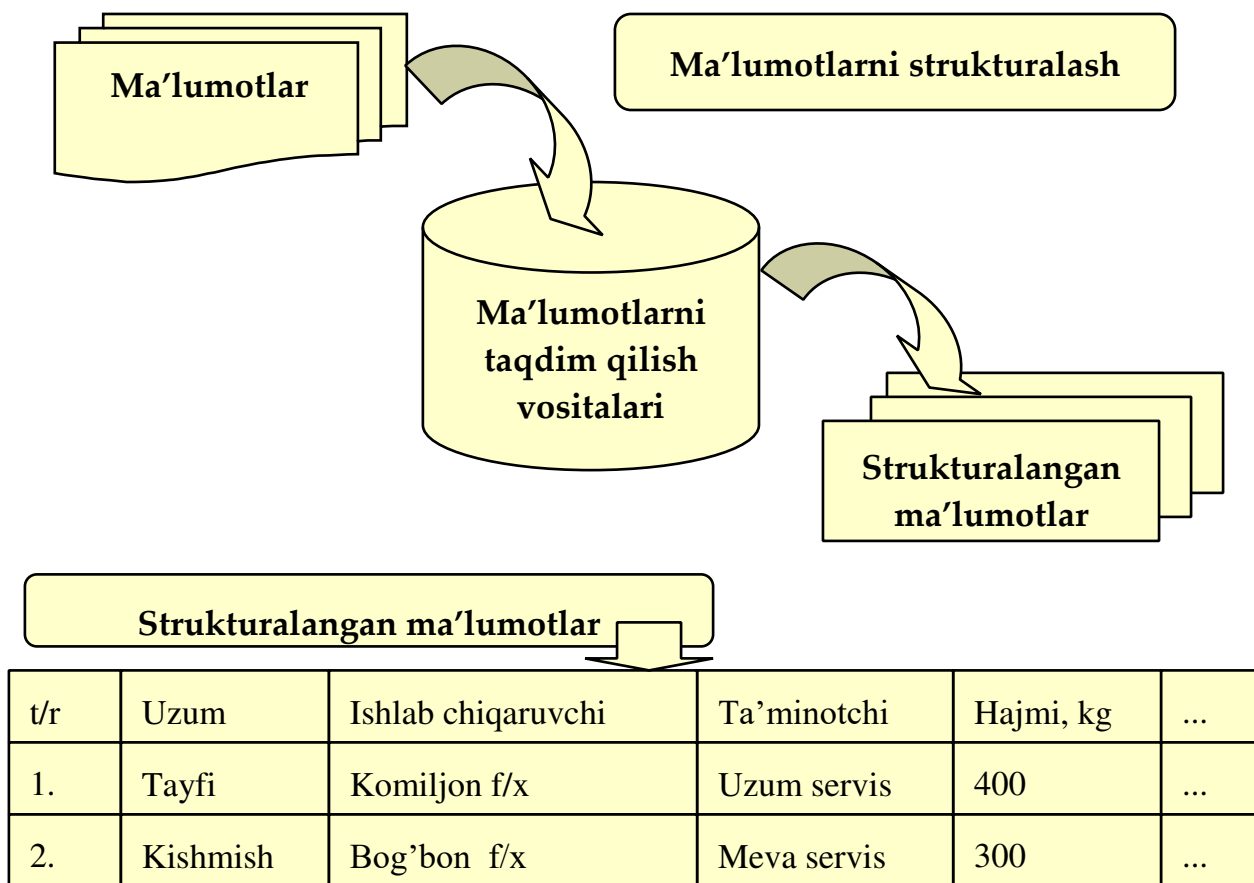 Ma’lumotlar
Ma’lumotlarni strukturalash
Ma’lumotlarni
taqdim qilish
vositalari
Strukturalangan
ma’lumotlar
Strukturalangan ma’lumotlar
t/r Uzum Ishlab chiqaruvchi Ta’minotchi Hajmi, kg ...
1. Tayfi Komiljon f/x Uzum servis 400 ...
2. Kishmish Bog’bon f/x Meva servis 300 ...